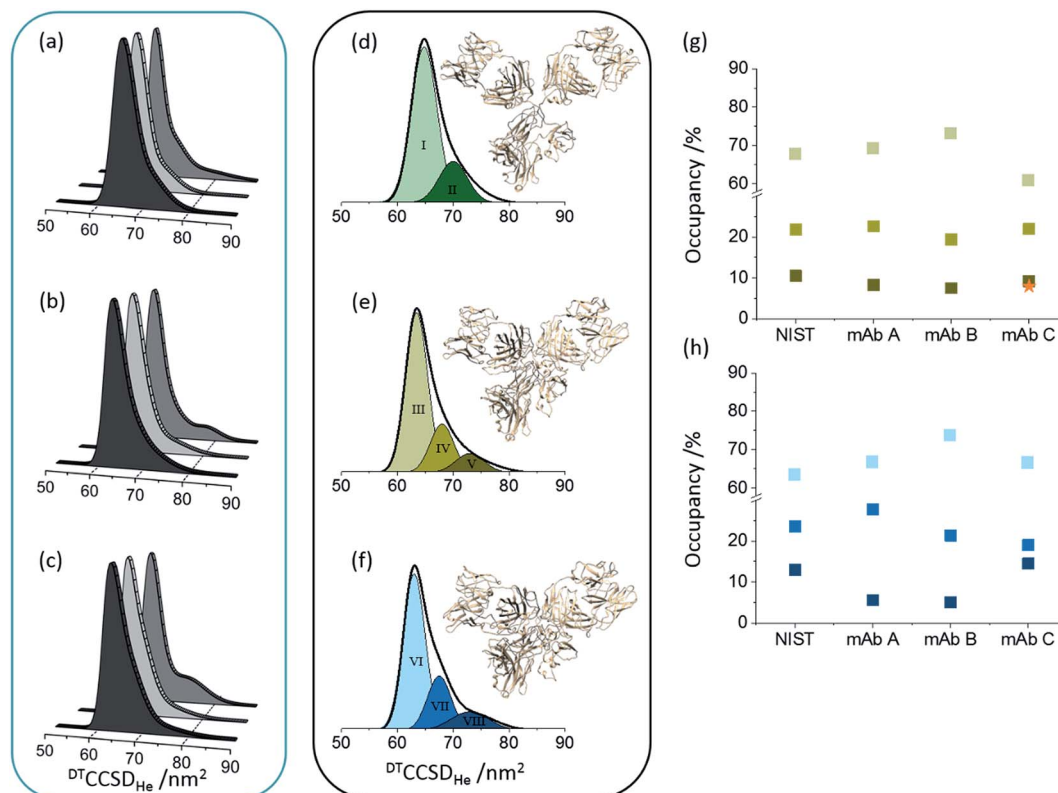 (a)
50 60 70 80 90
(b)
50 60 70 80 90
(c)
50 60 70 80 90
DTCCSDHe /nm2
(d)
I
II
50 60 70 80 90
(e)
III
IV
V
50 60 70 80 90
(f)
VI
VII
VIII
50 60 70 80 90
DTCCSDHe /nm2
(g)
Occupancy /%
90
80
70
60
20
10
0
NIST mAb A mAb B mAb C
(h)
Occupancy /%
90
80
70
60
20
10
0
NIST mAb A mAb B mAb C